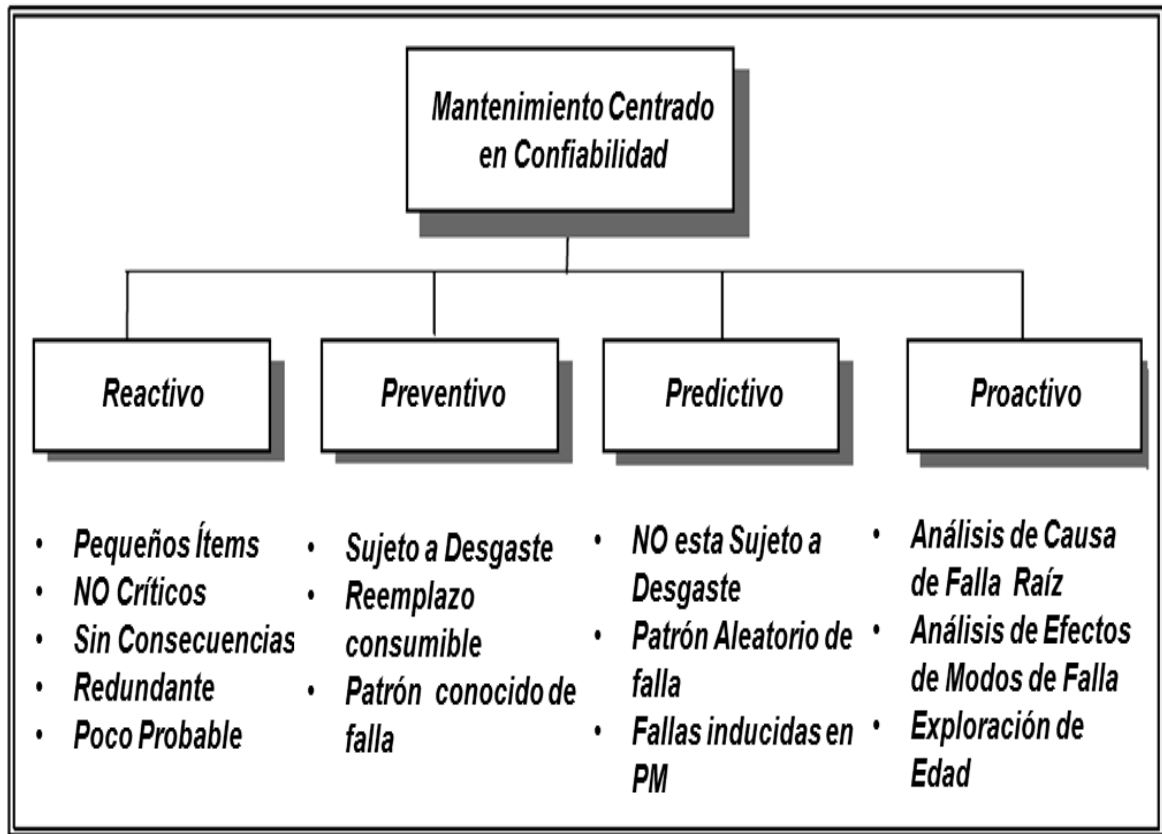 Mantenimiento Centrado
en Confiabilidad
Reactivo
Preventivo
Predictivo
Proactivo
• Pequeños Ítems
• NO Críticos
• Sin Consecuencias
• Redundante
• Poco Probable
• Sujeto a Desgaste
• Reemplazo
consumible
• Patrón conocido de
falla
• NO esta Sujeto a
Desgaste
• Patrón Aleatorio de
falla
• Fallas inducidas en
PM
• Análisis de Causa
de Falla Raíz
• Análisis de Efectos
de Modos de Falla
• Exploración de
Edad